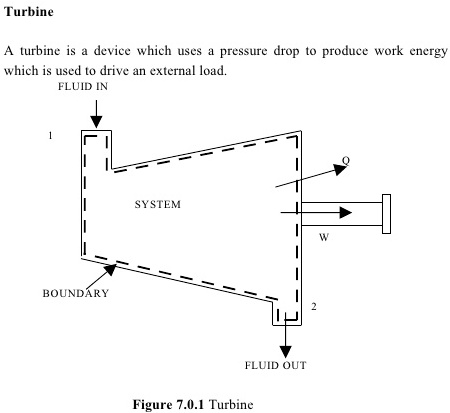 Turbine
A turbine is a device which uses a pressure drop to produce work energy
which is used to drive an external load.
FLUID IN
1
Q
SYSTEM
W
BOUNDARY
2
FLUID OUT
Figure 7.0.1 Turbine